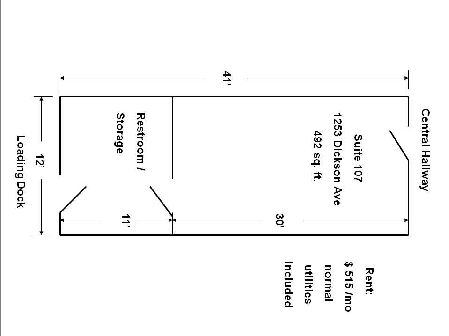 Central Hallway
41'
Suite 107
1253 Dickson Ave
492 sq. ft.
Rent:
$ 515 /mo
normal
utilities
Included
30'
Restroom /
Storage
11'
12'
Loading Dock